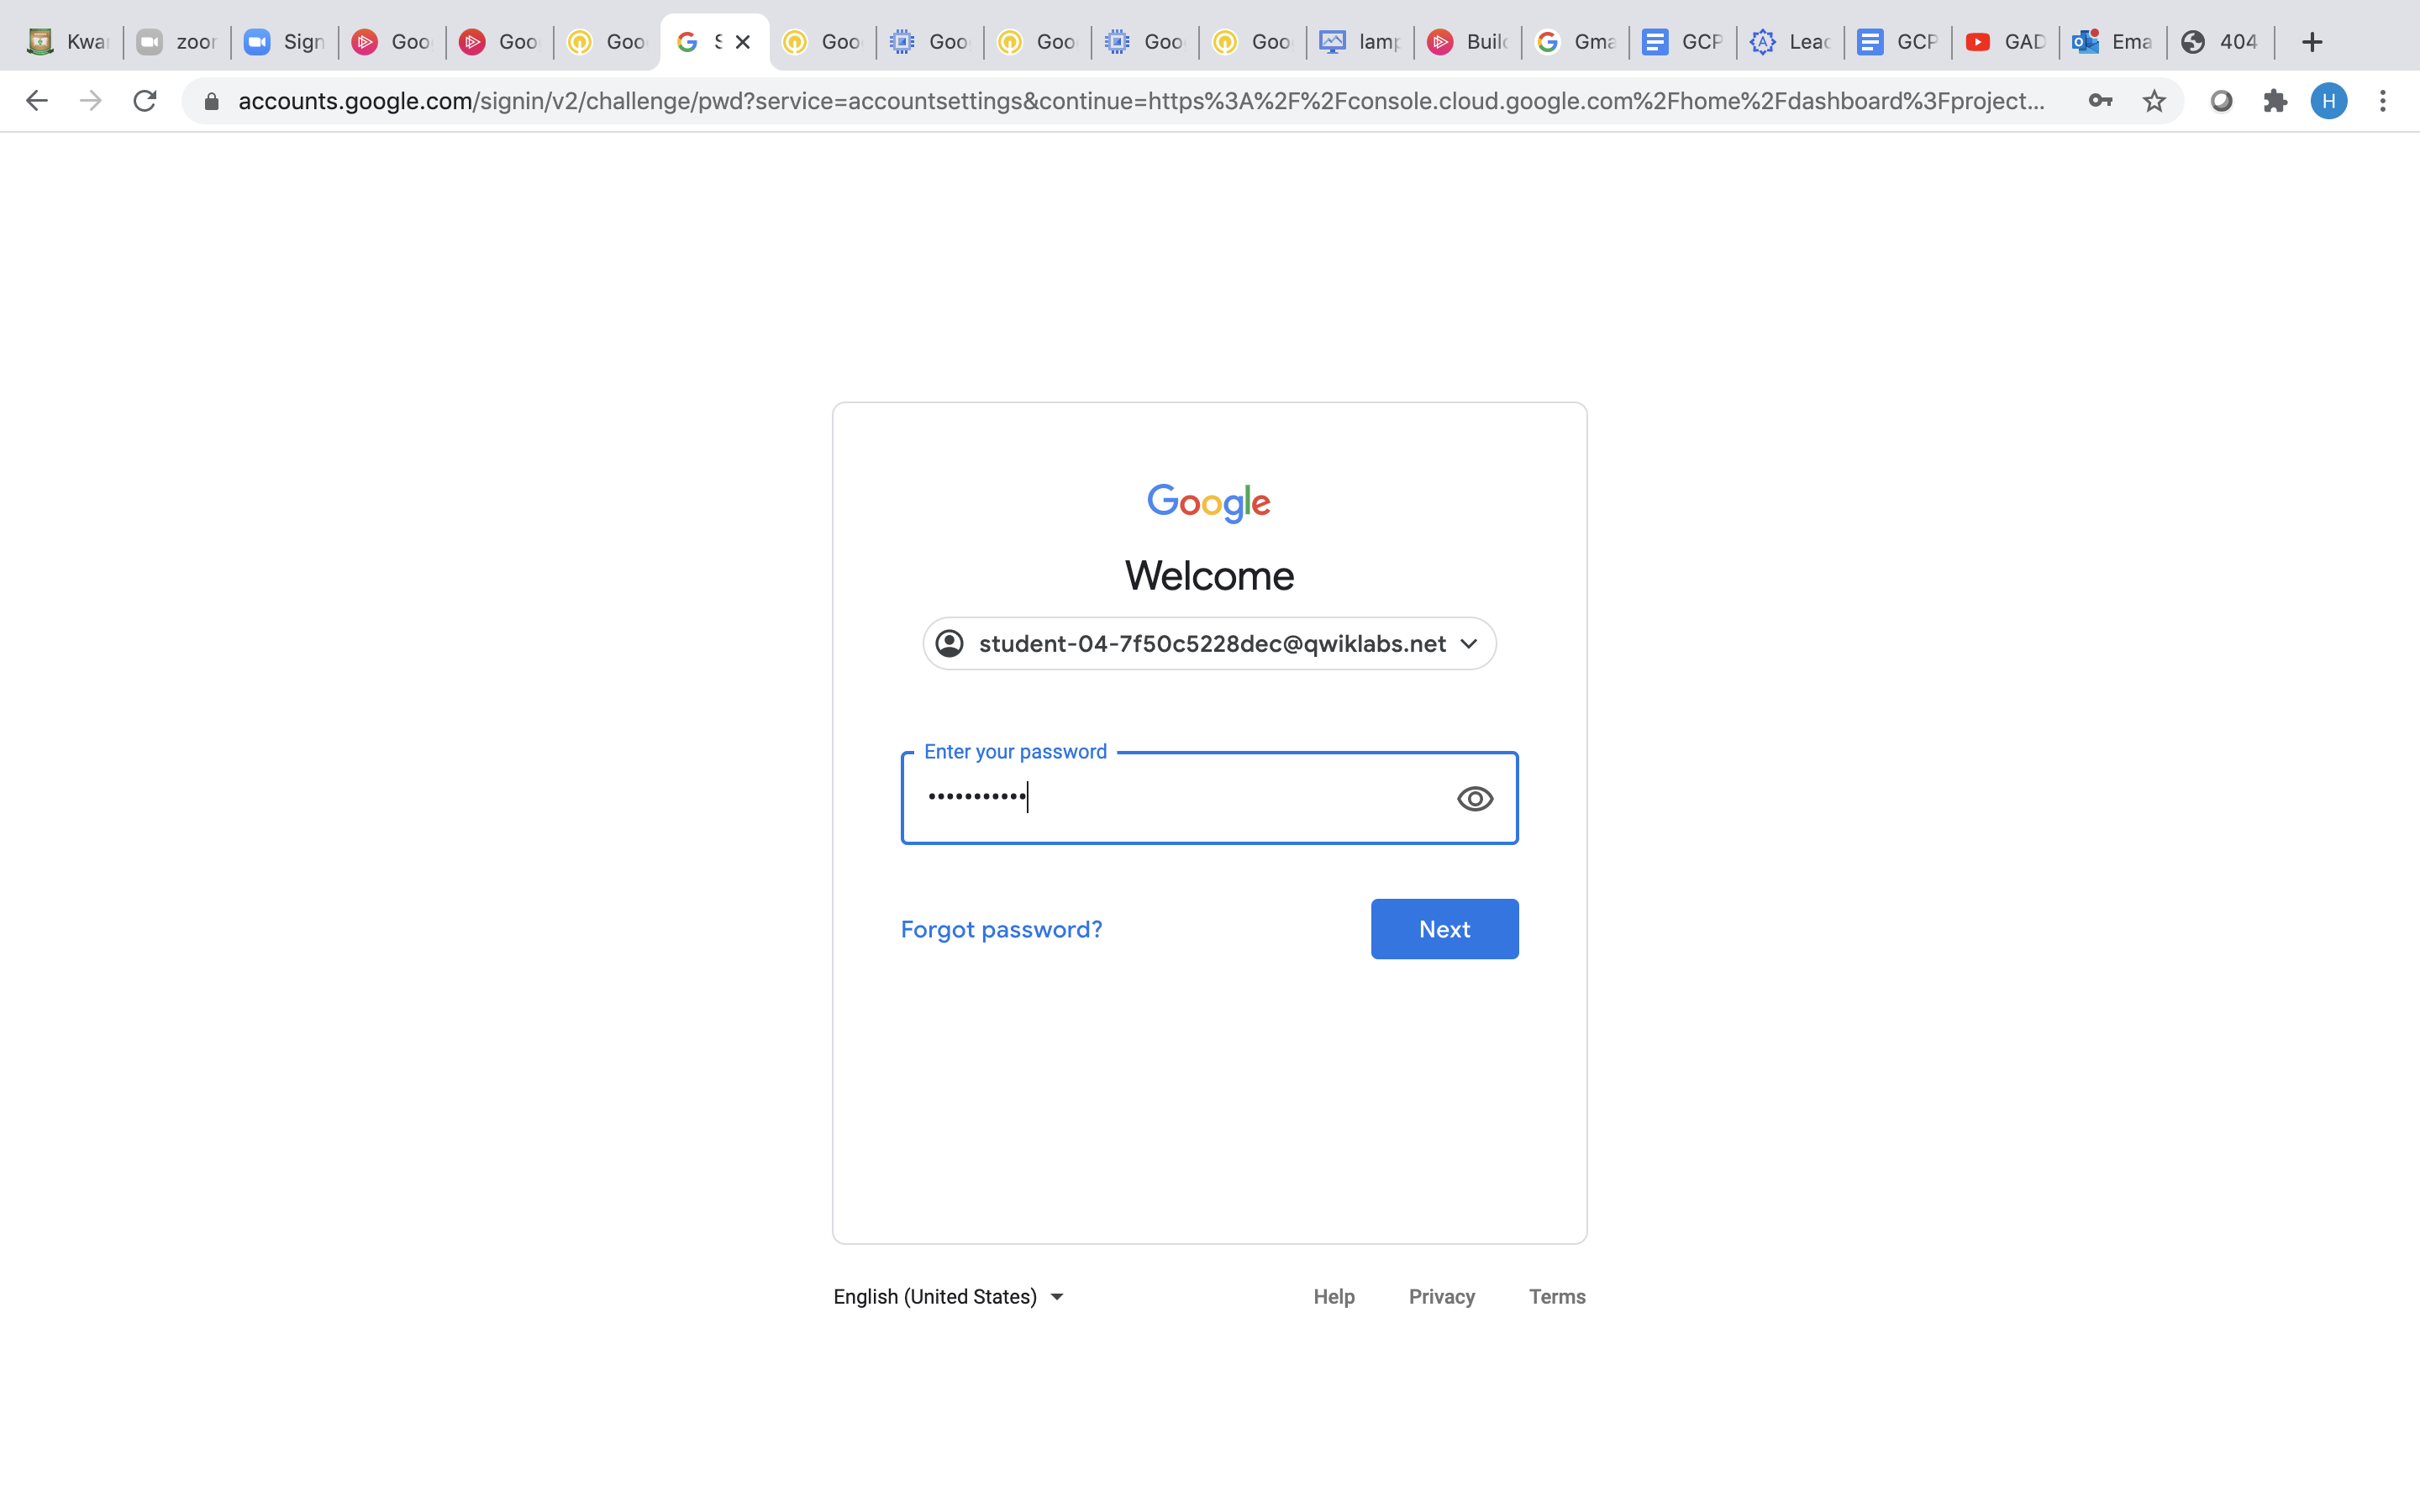 Kwa
zoor
Sign
Goo
Goo
Goo
Goo
Goo
Goo
Goo
Goo
lamp
Build
Gma
GCP
Lead
GCP
GAD
Ema
404
accounts.google.com/signin/v2/challenge/pwd?service=accountsettings&continue=https%3A%2F%2Fconsole.cloud.google.com%2Fhome%2Fdashboard%3Fproject...
H
Google
Welcome
student-04-7f50c5228dec@qwiklabs.net
Enter your password
Forgot password?
Next
English (United States)
Help
Privacy
Terms